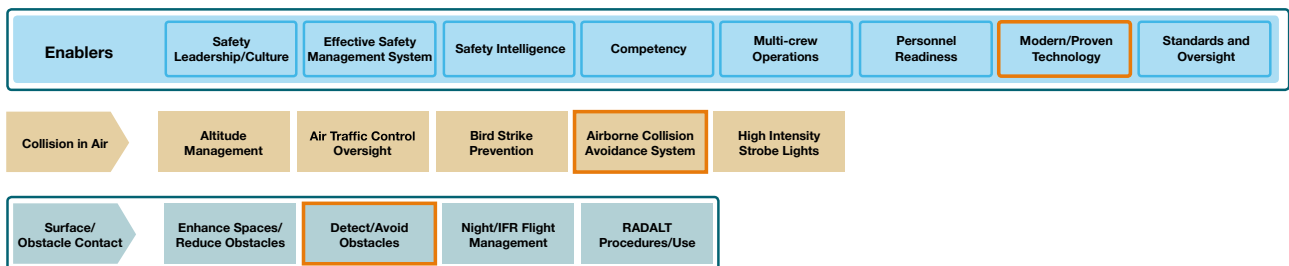 Enablers
Safety
Leadership/Culture
Effective Safety
Management System
Safety Intelligence
Competency
Multi-crew
Operations
Personnel
Readiness
Modern/Proven
Technology
Standards and
Oversight
Collision in Air
Altitude
Management
Air Traffic Control
Oversight
Bird Strike
Prevention
Airborne Collision
Avoidance System
High Intensity
Strobe Lights
Surface/
Obstacle Contact
Enhance Spaces/
Reduce Obstacles
Detect/Avoid
Obstacles
Night/IFR Flight
Management
RADALT
Procedures/Use